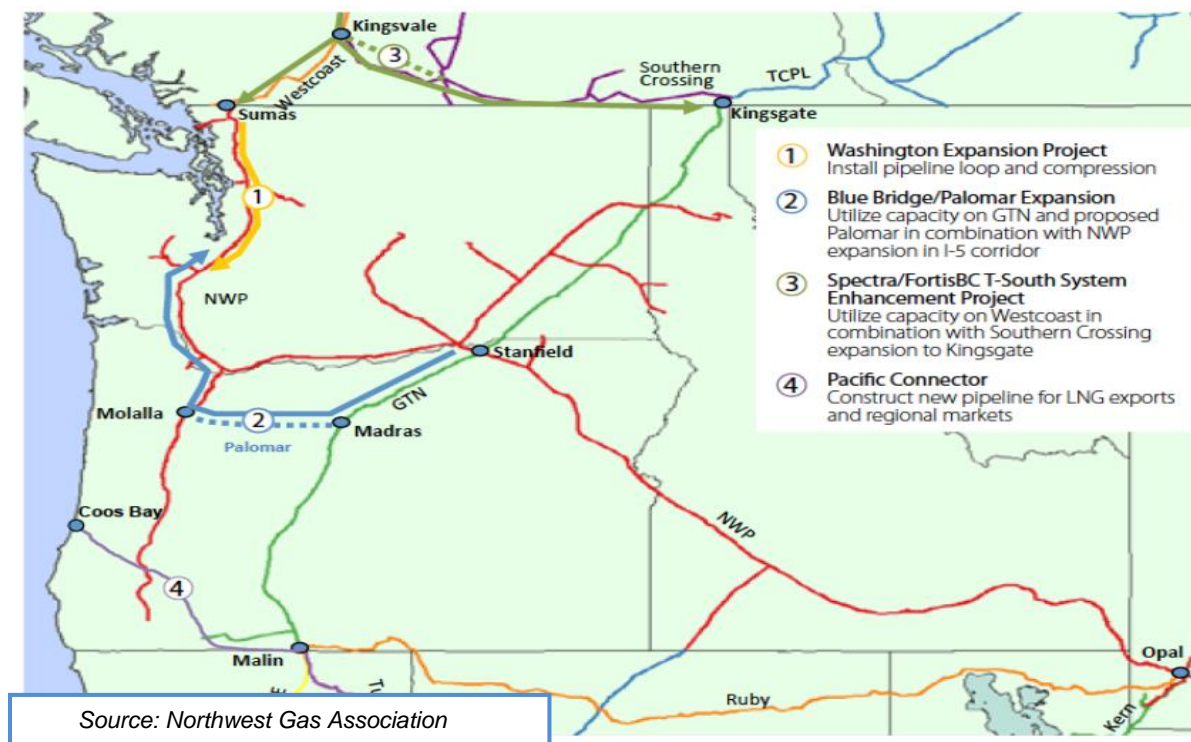 Kingsvale
3
Westcoast
Southern
Crossing
TCPL
Sumas
Kingsgate
1
NWP
Stanfield
GTN
Molalla
2
Madras
Palomar
Coos Bay
NWP
4
Malin
Opal
Ruby
Kern
1 Washington Expansion Project
Install pipeline loop and compression
2 Blue Bridge/Palomar Expansion
Utilize capacity on GTN and proposed
Palomar in combination with NWP
expansion in I-5 corridor
3 Spectra/FortisBC T-South System
Enhancement Project
Utilize capacity on Westcoast in
combination with Southern Crossing
expansion to Kingsgate
4 Pacific Connector
Construct new pipeline for LNG exports
and regional markets
Source: Northwest Gas Association